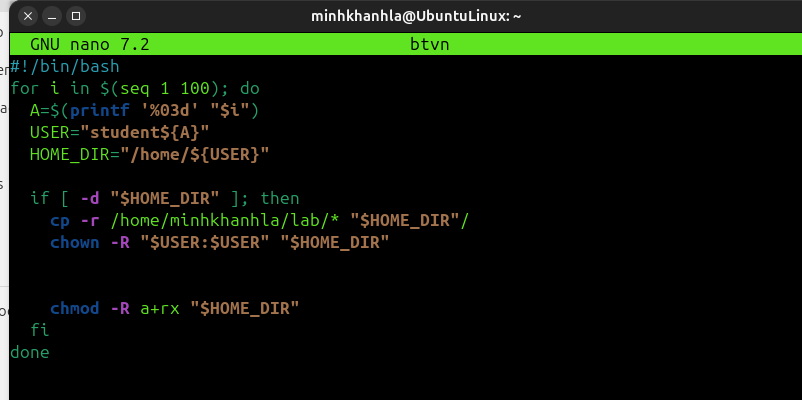 minhkhanhla@UbuntuLinux: ~
GNU nano 7.2 btvn
#!/bin/bash
for i in $(seq 1 100); do
  A=$(printf '%03d' "$i")
  USER="student${A}"
  HOME_DIR="/home/${USER}"

  if [ -d "$HOME_DIR" ]; then
    cp -r /home/minhkhanhla/lab/* "$HOME_DIR"/
    chown -R "$USER:$USER" "$HOME_DIR"


    chmod -R a+rx "$HOME_DIR"
  fi
done